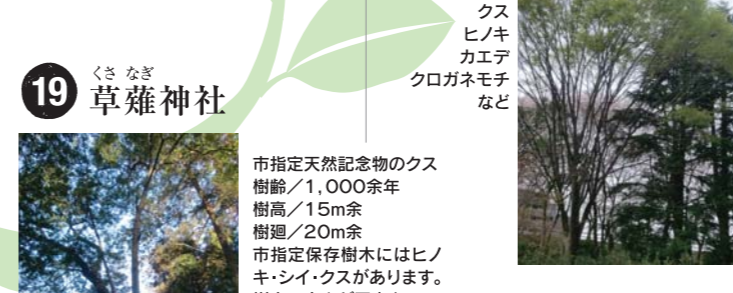 クス
ヒノキ
カエデ
クロガネモチ
など
くさ なぎ
19 草薙神社
市指定天然記念物のクス
樹齢／1,000余年
樹高／15m余
樹廻／20m余
市指定保存樹木にはヒノ
キ・シイ・クスがあります。